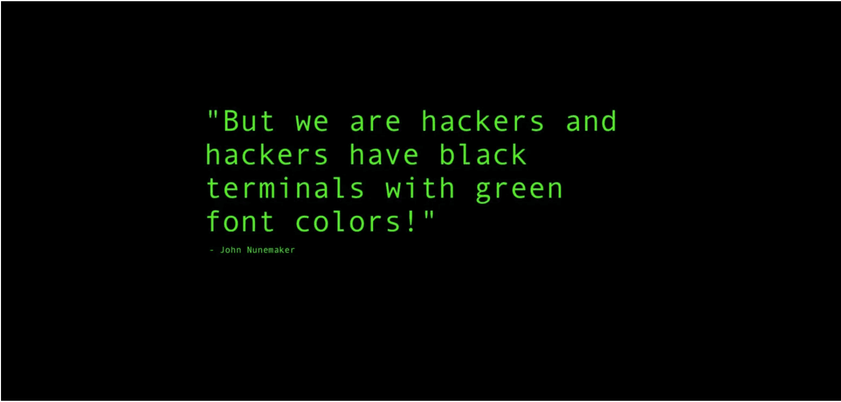 "But we are hackers and
hackers have black
terminals with green
font colors!"
- John Nunemaker